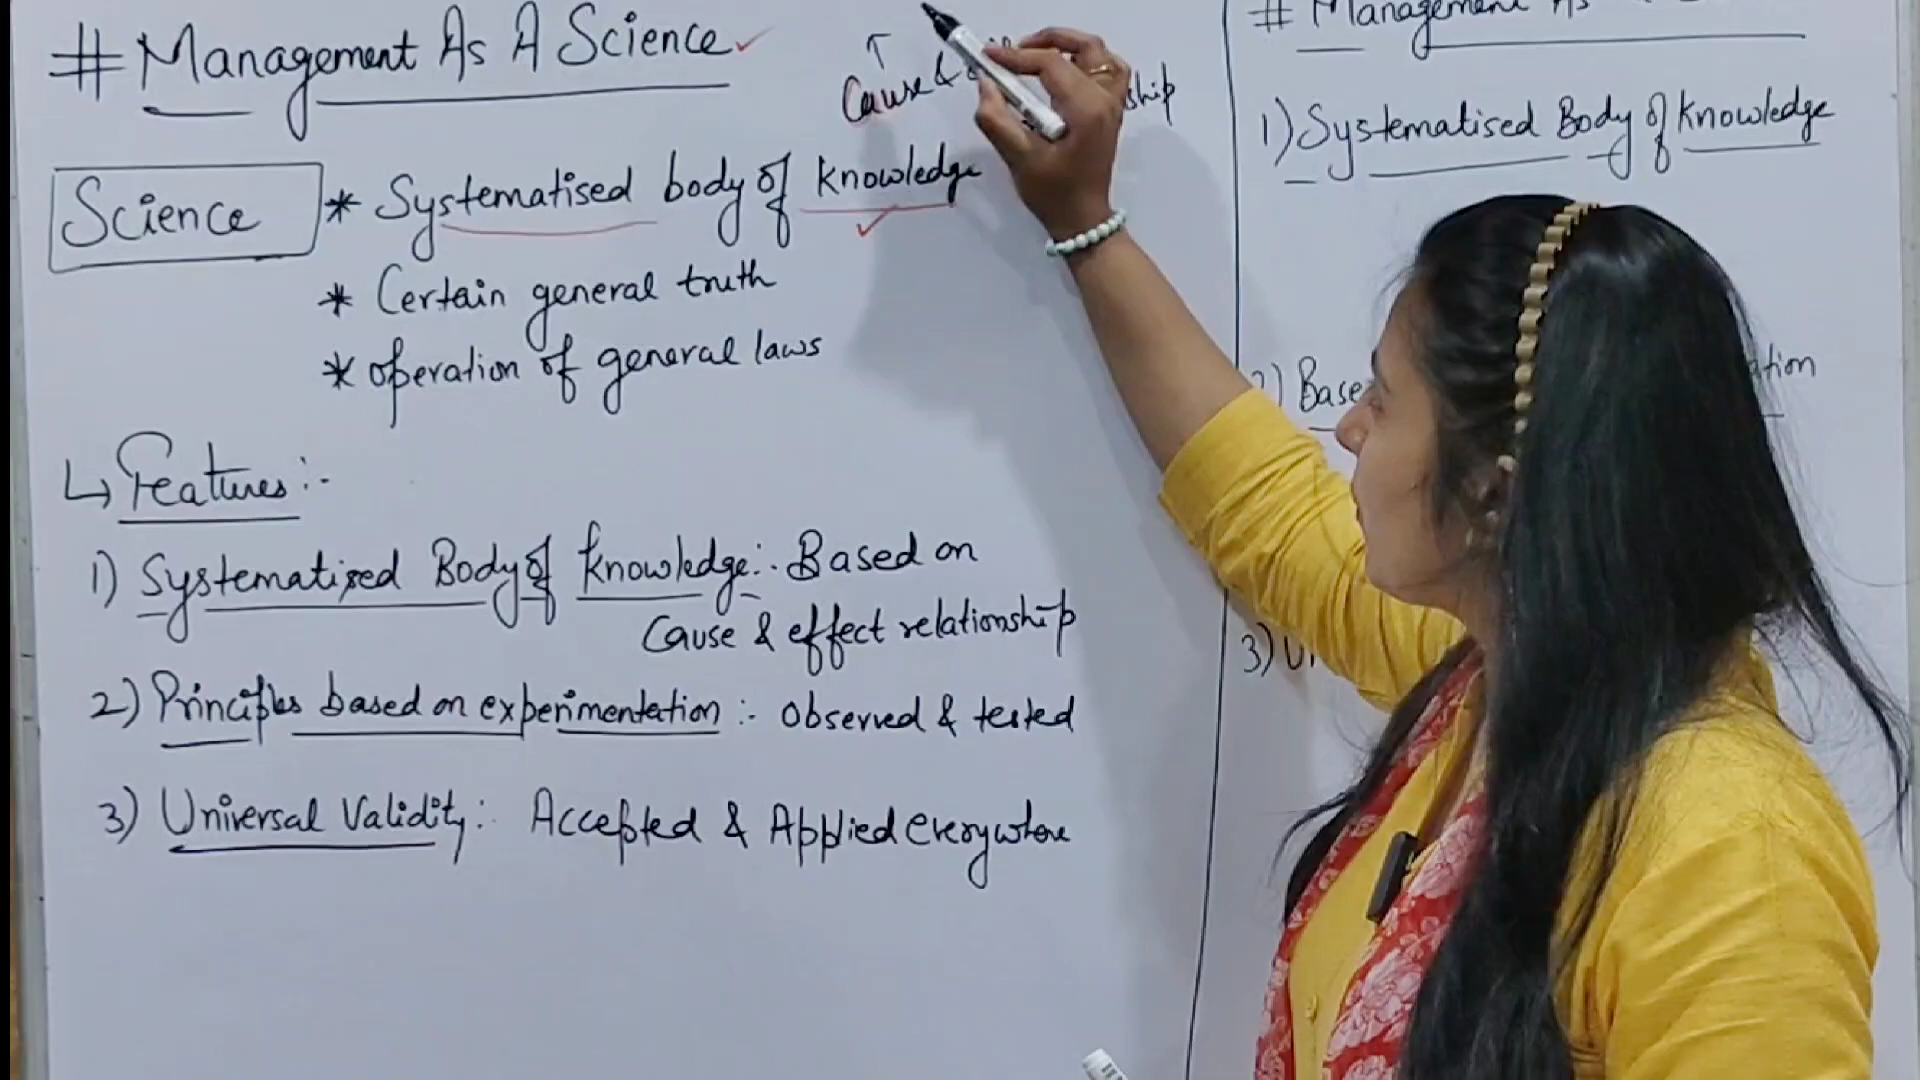 # Management As A Science
Cause &
ship
Science
* Systematised body of knowledge
* Certain general truth
* operation of general laws
↳ Features:-
1) Systematised Body of knowledge:- Based on
Cause & effect relationship
2) Principles based on experimentation :- Observed & tested
3) Universal Validity:- Accepted & Applied everywhere
# Management As
1) Systematised Body of knowledge
2) Base
ation
3) U